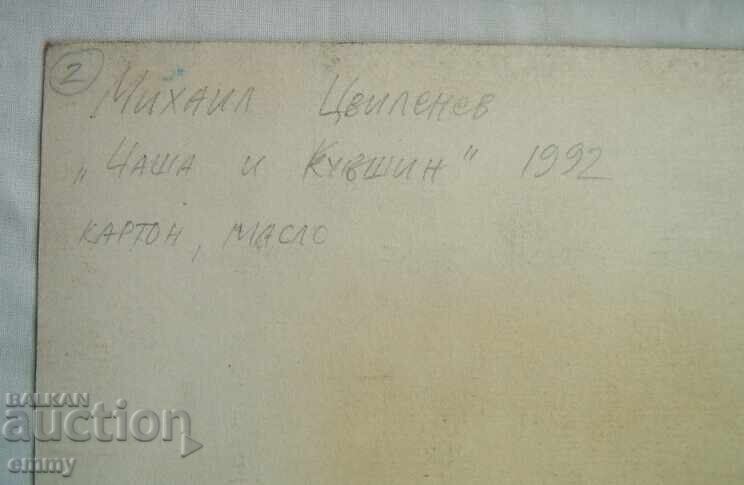 2
Михаил Цвиленев
„Чаша и Кувшин" 1992
картон, масло
BALKAN
auction
emmy